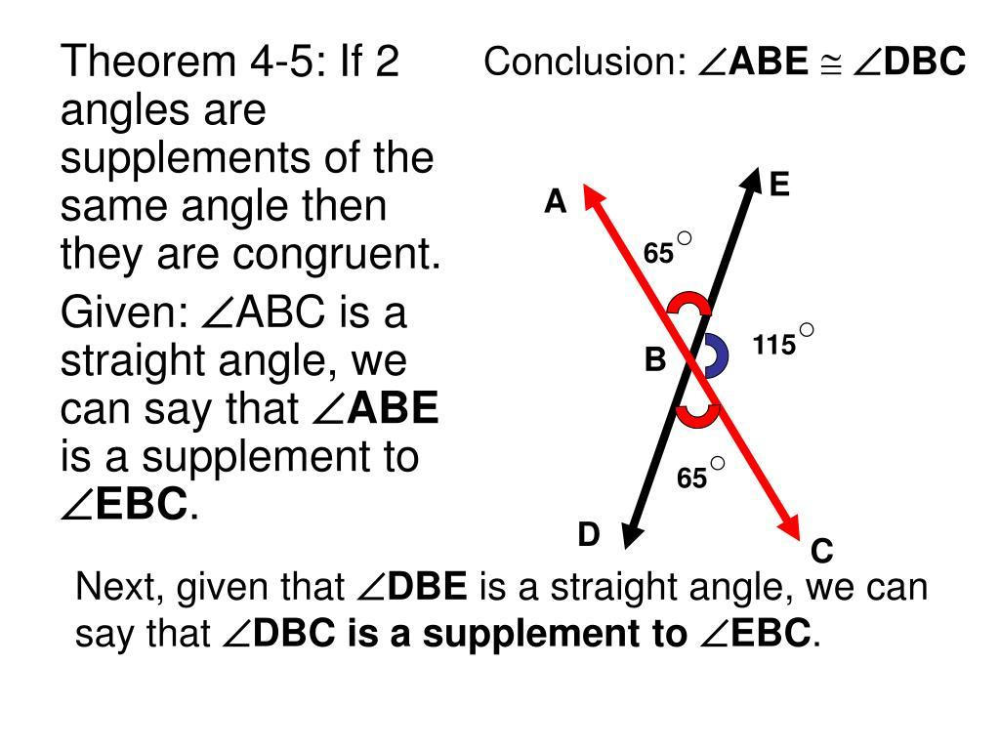 Theorem 4-5: If 2
angles are
supplements of the
same angle then
they are congruent.
Given: ∠ABC is a
straight angle, we
can say that ∠ABE
is a supplement to
∠EBC.
Conclusion: ∠ABE ≅ ∠DBC
A
E
65°
B
115°
65°
D
C
Next, given that ∠DBE is a straight angle, we can
say that ∠DBC is a supplement to ∠EBC.